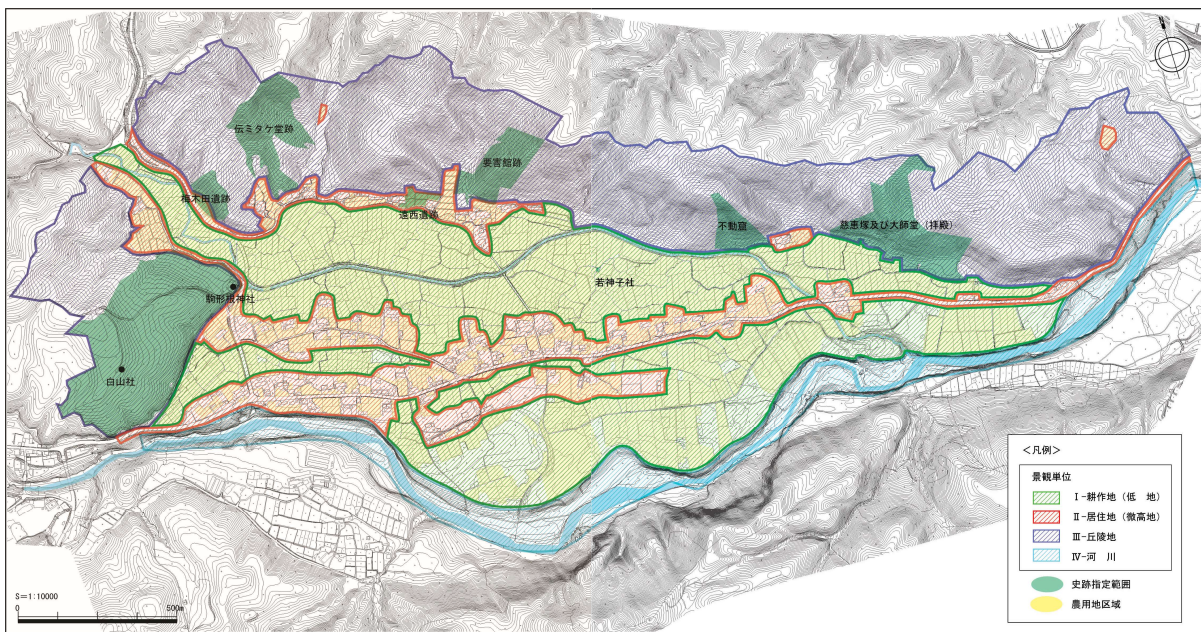 伝ミタケ堂跡
要害館跡
梅木田遺跡
遠西遺跡
不動窟
慈恵塚及び大師堂（拝殿）
駒形根神社
若神子社
白山社
＜凡例＞
景観単位
Ⅰ-耕作地（低　地）
Ⅱ-居住地（微高地）
Ⅲ-丘陵地
Ⅳ-河　川
史跡指定範囲
農用地区域
S=1:10000
0 500m